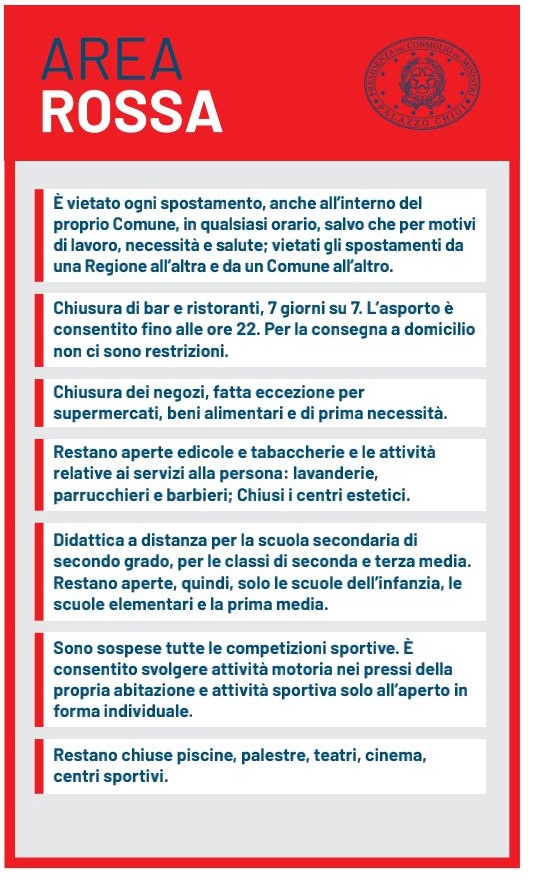 AREA
ROSSA
PRESIDENZA DEL CONSIGLIO DEI MINISTRI
PALAZZO CHIGI
È vietato ogni spostamento, anche all'interno del
proprio Comune, in qualsiasi orario, salvo che per motivi
di lavoro, necessità e salute; vietati gli spostamenti da
una Regione all'altra e da un Comune all'altro.
Chiusura di bar e ristoranti, 7 giorni su 7. L'asporto è
consentito fino alle ore 22. Per la consegna a domicilio
non ci sono restrizioni.
Chiusura dei negozi, fatta eccezione per
supermercati, beni alimentari e di prima necessità.
Restano aperte edicole e tabaccherie e le attività
relative ai servizi alla persona: lavanderie,
parrucchieri e barbieri; Chiusi i centri estetici.
Didattica a distanza per la scuola secondaria di
secondo grado, per le classi di seconda e terza media.
Restano aperte, quindi, solo le scuole dell'infanzia, le
scuole elementari e la prima media.
Sono sospese tutte le competizioni sportive. È
consentito svolgere attività motoria nei pressi della
propria abitazione e attività sportiva solo all'aperto in
forma individuale.
Restano chiuse piscine, palestre, teatri, cinema,
centri sportivi.